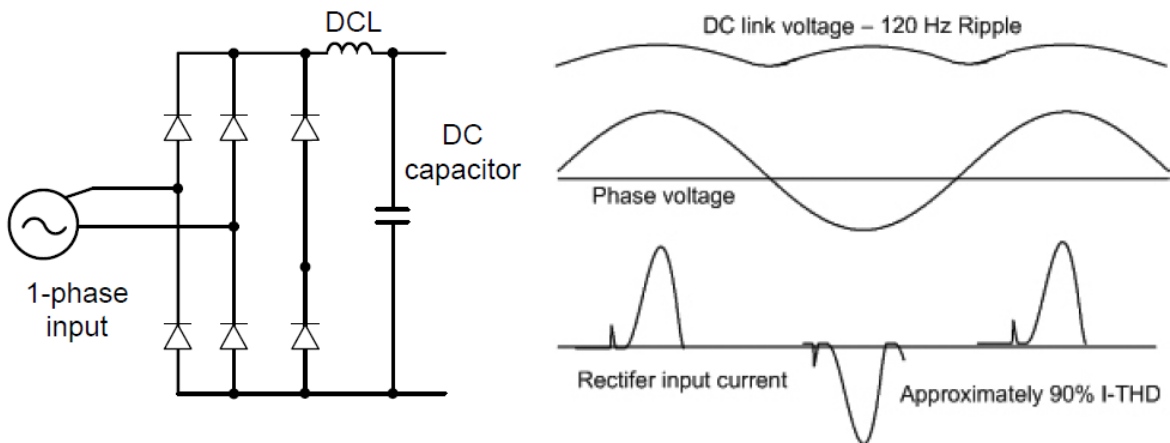 DCL
DC
capacitor
1-phase
input
DC link voltage – 120 Hz Ripple
Phase voltage
Rectifer input current
Approximately 90% I-THD